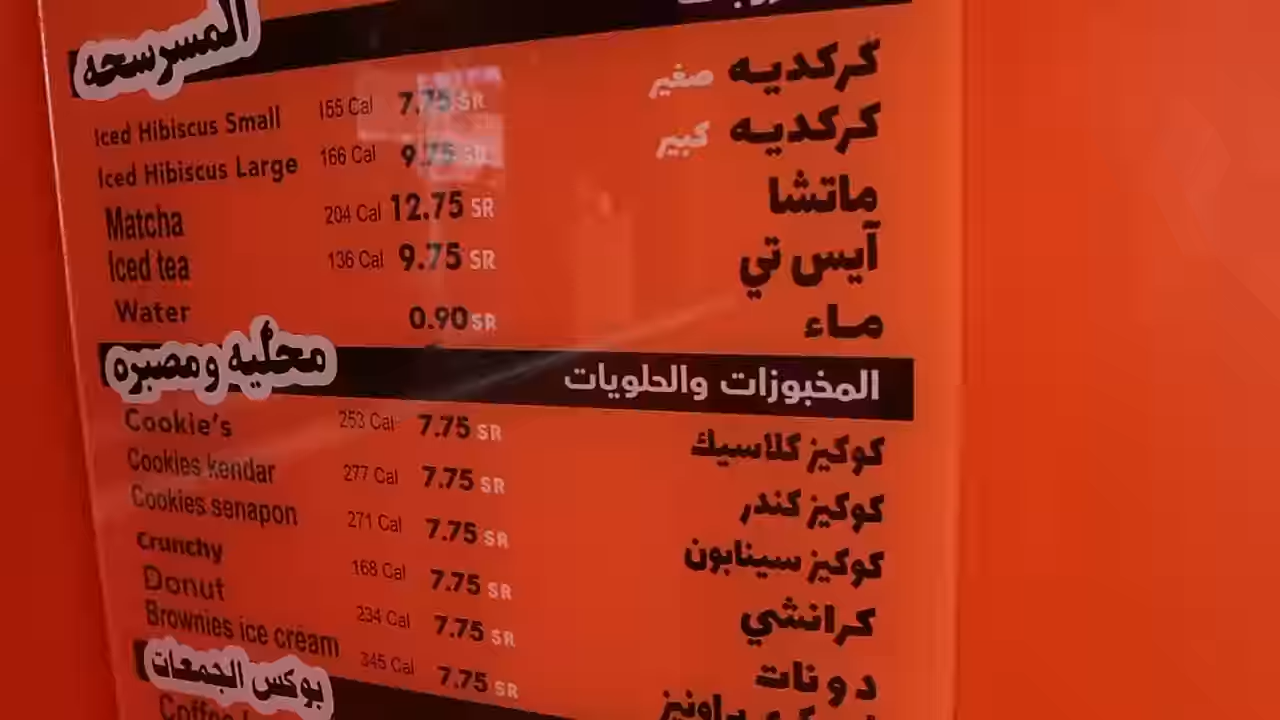 المسرسحه
Iced Hibiscus Small 155 Cal 7.75 SR كركديه صغير
Iced Hibiscus Large 166 Cal 9.75 SR كركديه كبير
Matcha 204 Cal 12.75 SR ماتشا
Iced tea 136 Cal 9.75 SR آيس تي
Water 0.90 SR ماء
محليه ومصبره المخبوزات والحلويات
Cookie's 253 Cal 7.75 SR كوكيز كلاسيك
Cookies kendar 277 Cal 7.75 SR كوكيز كندر
Cookies senapon 271 Cal 7.75 SR كوكيز سينابون
Crunchy 168 Cal 7.75 SR كرانشي
Donut 234 Cal 7.75 SR دونات
Brownies ice cream 345 Cal 7.75 SR براونيز
بوكس الجمعات
Coffee